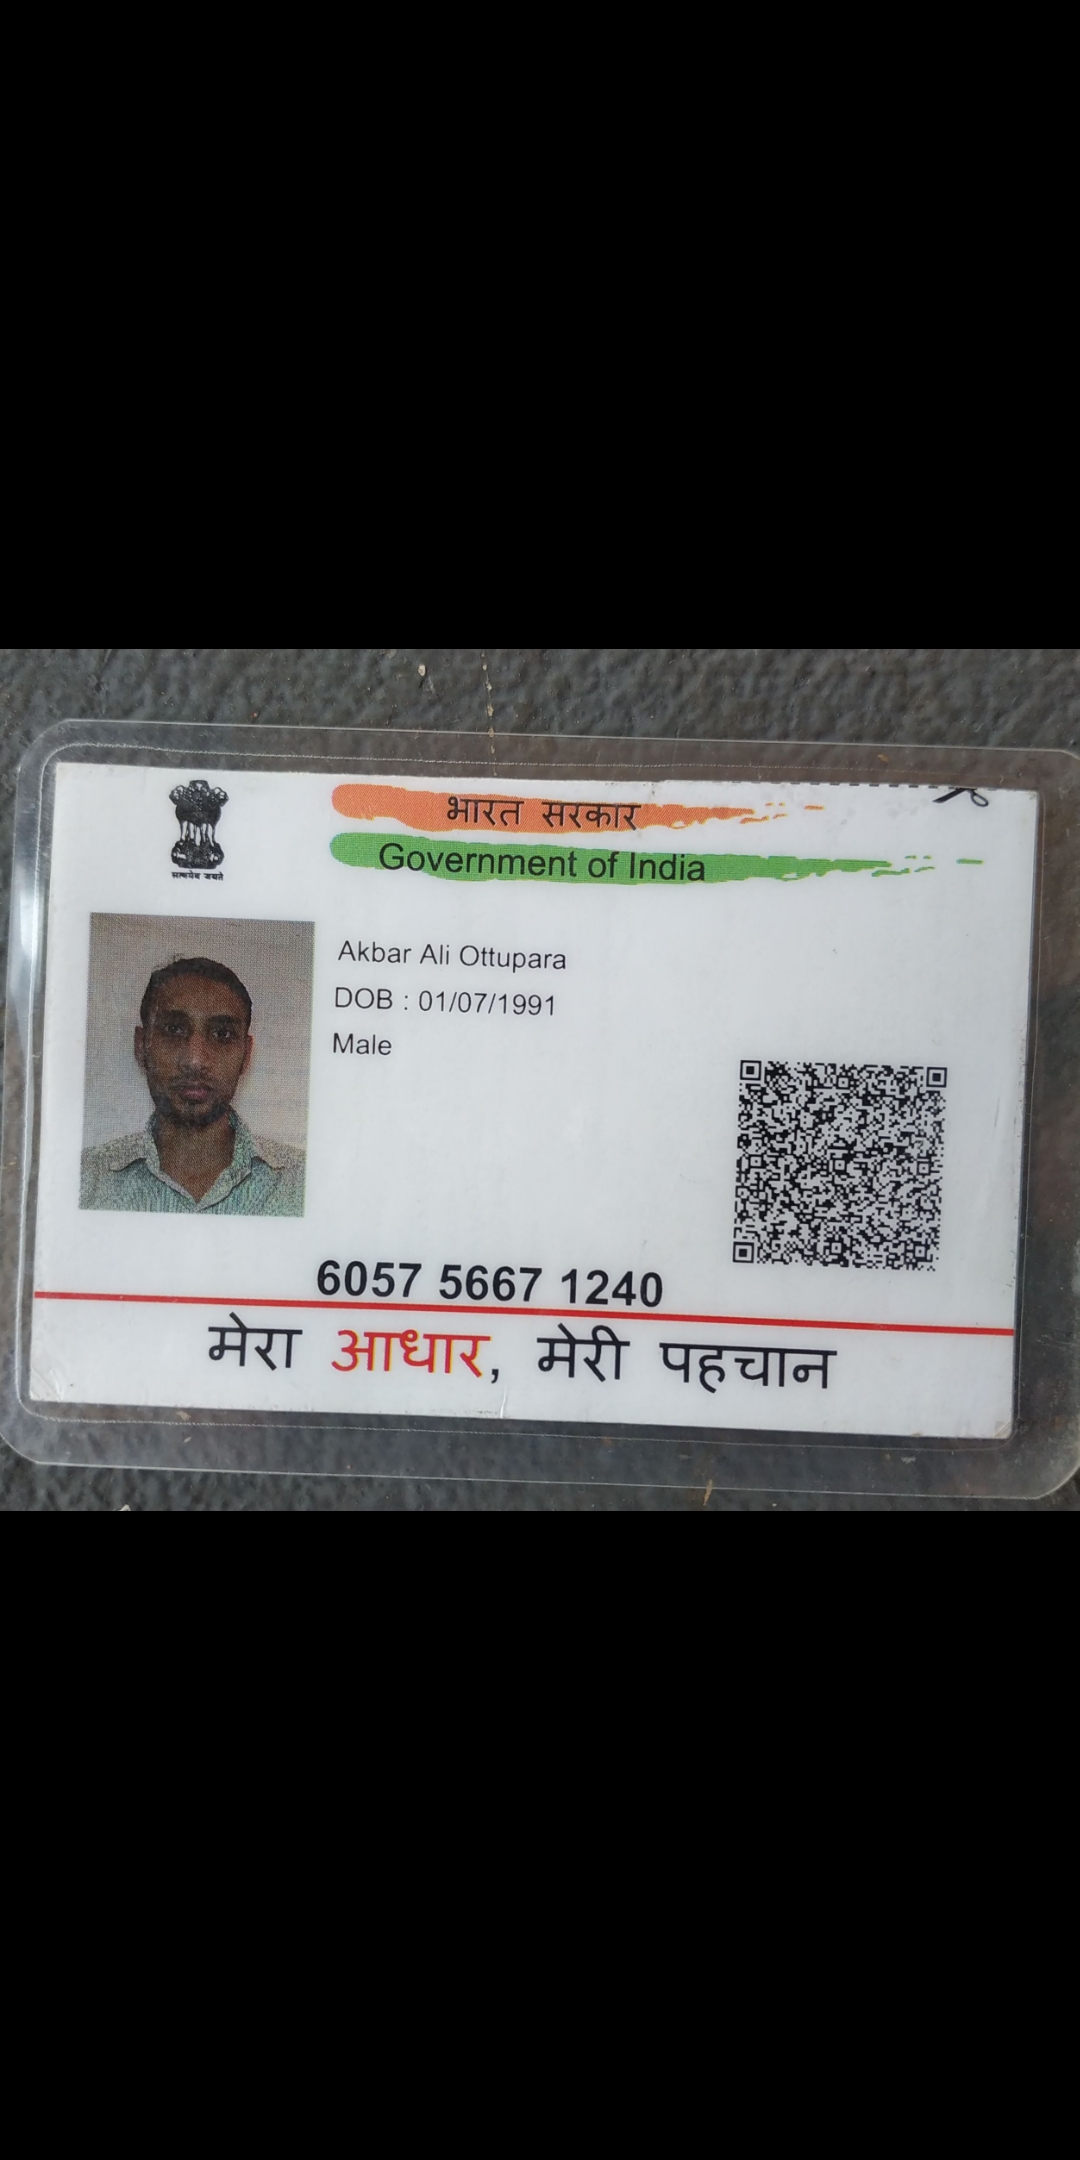 सत्यमेव जयते
भारत सरकार
Government of India
Akbar Ali Ottupara
DOB : 01/07/1991
Male
6057 5667 1240
मेरा आधार, मेरी पहचान